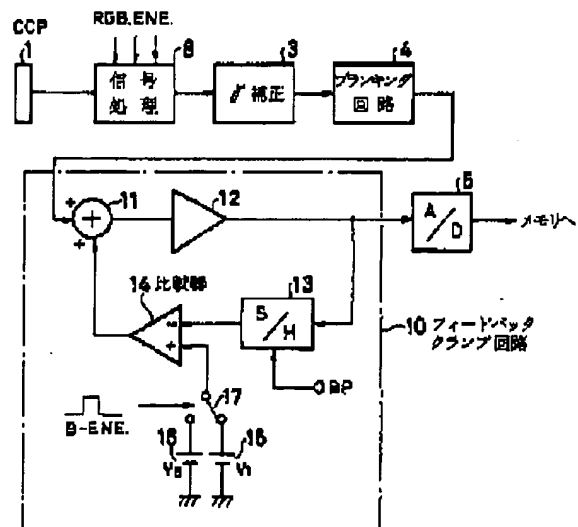 CCP
1
RGB.ENE.
8
信号
処理
3
γ補正
4
ブランキング
回路
11
+
+
+
12
5
A/D
メモリへ
14 比較器
-
+
13
S/H
BP
10 フィードバック
クランプ回路
17
B-ENE.
15
16
V1